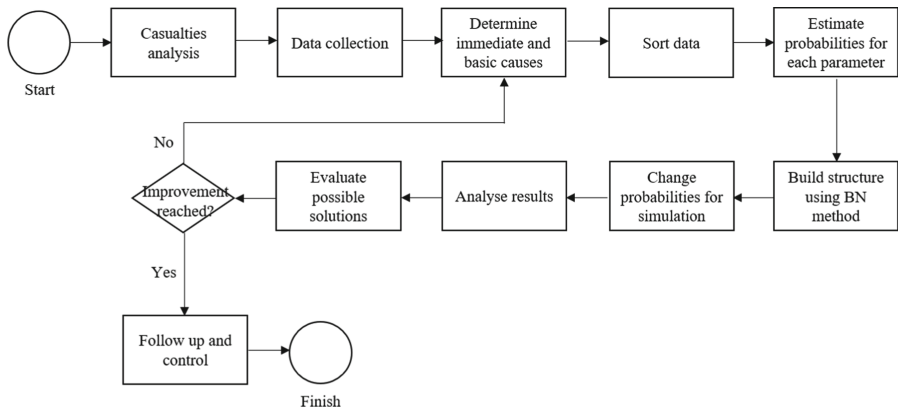 Start
Casualties
analysis
Data collection
Determine
immediate and
basic causes
Sort data
Estimate
probabilities for
each parameter
Build structure
using BN
method
Change
probabilities for
simulation
Analyse results
Evaluate
possible
solutions
Improvement
reached?
No
Yes
Follow up and
control
Finish